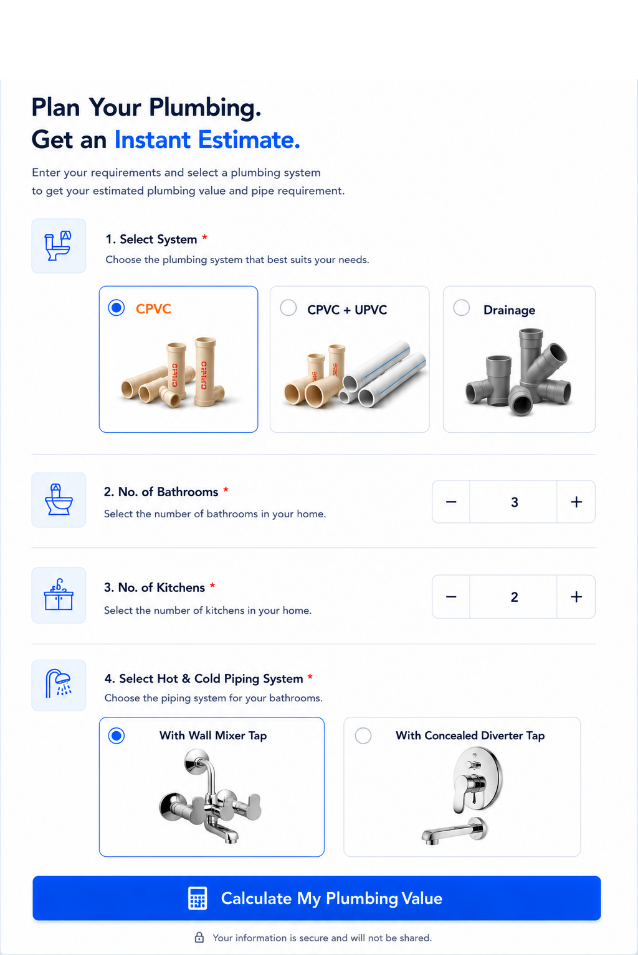 Plan Your Plumbing.
Get an Instant Estimate.
Enter your requirements and select a plumbing system
to get your estimated plumbing value and pipe requirement.
1. Select System *
Choose the plumbing system that best suits your needs.
CPVC
CPVC + UPVC
Drainage
2. No. of Bathrooms *
Select the number of bathrooms in your home.
− 3 +
3. No. of Kitchens *
Select the number of kitchens in your home.
− 2 +
4. Select Hot & Cold Piping System *
Choose the piping system for your bathrooms.
With Wall Mixer Tap
With Concealed Diverter Tap
Calculate My Plumbing Value
Your information is secure and will not be shared.